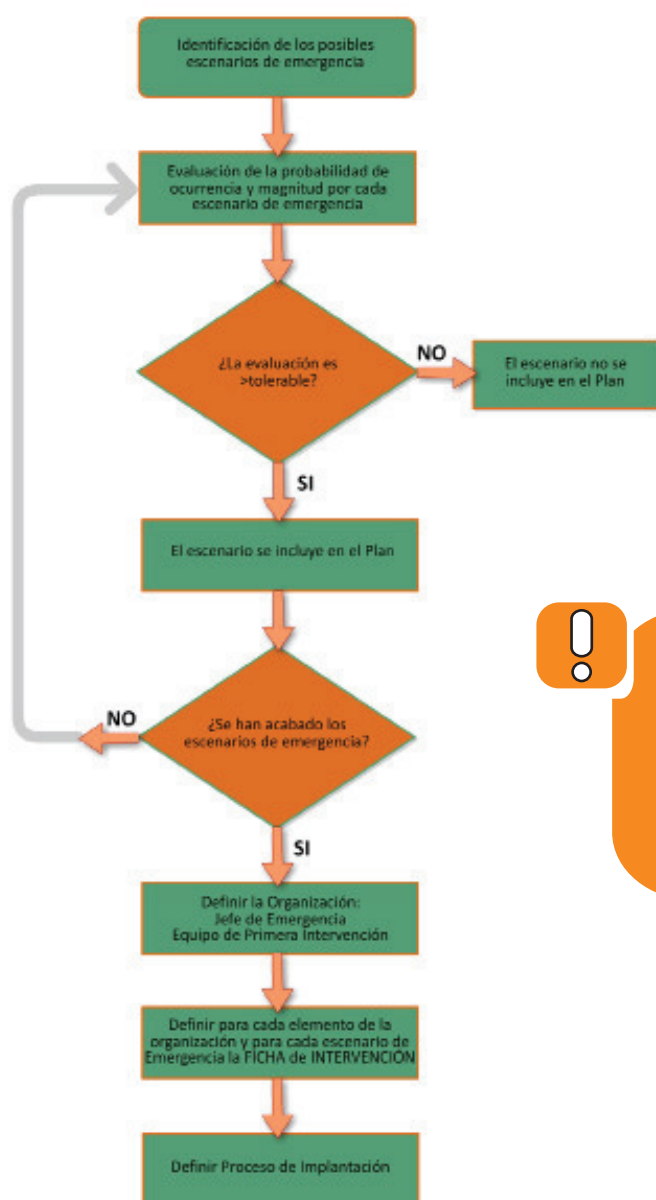 Identificación de los posibles
escenarios de emergencia
Evaluación de la probabilidad de
ocurrencia y magnitud por cada
escenario de emergencia
¿La evaluación es
>tolerable?
NO
El escenario no se
incluye en el Plan
SI
El escenario se incluye en el Plan
¿Se han acabado los
escenarios de emergencia?
NO
SI
Definir la Organización:
Jefe de Emergencia
Equipo de Primera Intervención
Definir para cada elemento de la
organización y para cada escenario de
Emergencia la FICHA de INTERVENCIÓN
Definir Proceso de Implantación